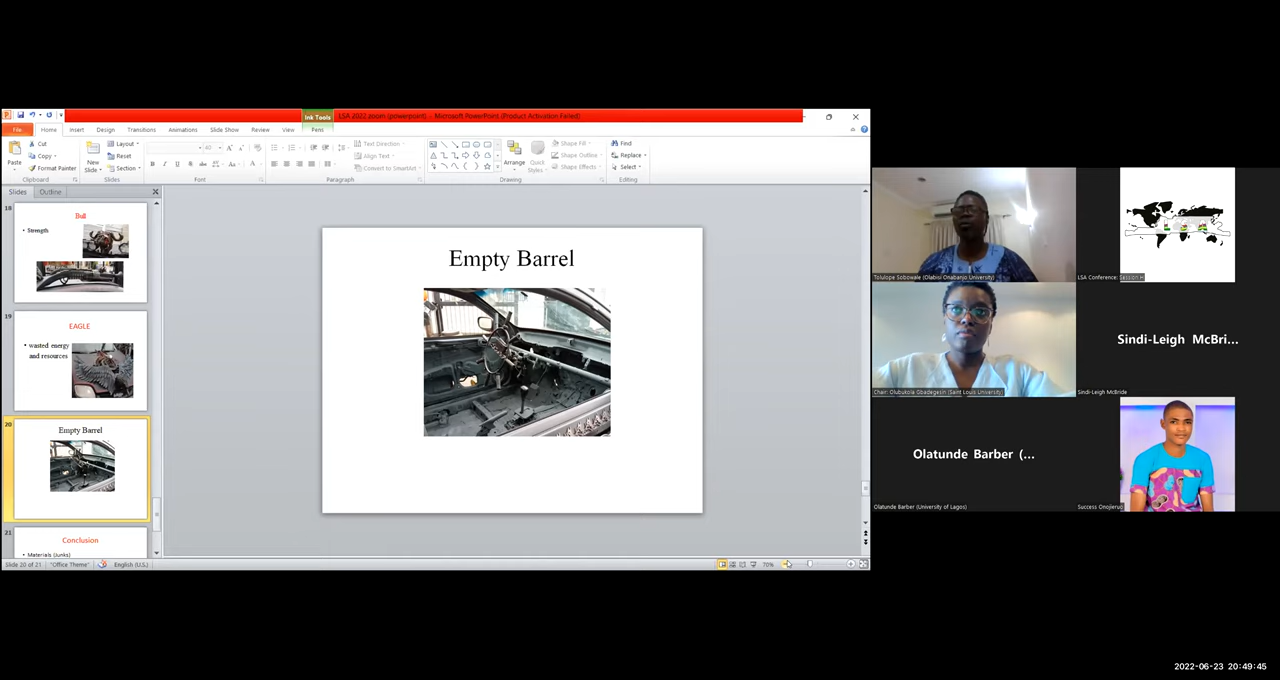 Ink Tools
LSA 2022 zoom (powerpoint) - Microsoft PowerPoint (Product Activation Failed)
File Home Insert Design Transitions Animations Slide Show Review View Pens
Paste
Cut
Copy
Format Painter
Clipboard
New Slide
Layout
Reset
Section
Slides
Font
Text Direction
Align Text
Convert to SmartArt
Paragraph
Arrange
Quick Styles
Shape Fill
Shape Outline
Shape Effects
Drawing
Find
Replace
Select
Editing
Slides Outline
18
Bull
• Strength
19
EAGLE
• wasted energy
and resources
20
Empty Barrel
21
Conclusion
• Materials (Junks)
Empty Barrel
Slide 20 of 21 "Office Theme" English (U.S.) 70%
Tolulope Sobowale (Olabisi Onabanjo University)
LSA Conference: Session H
Chair: Olubukola Gbadegesin (Saint Louis University)
Sindi-Leigh McBri...
Sindi-Leigh McBride
Olatunde Barber (...
Olatunde Barber (University of Lagos)
Success Onojieruo
2022-06-23 20:49:45